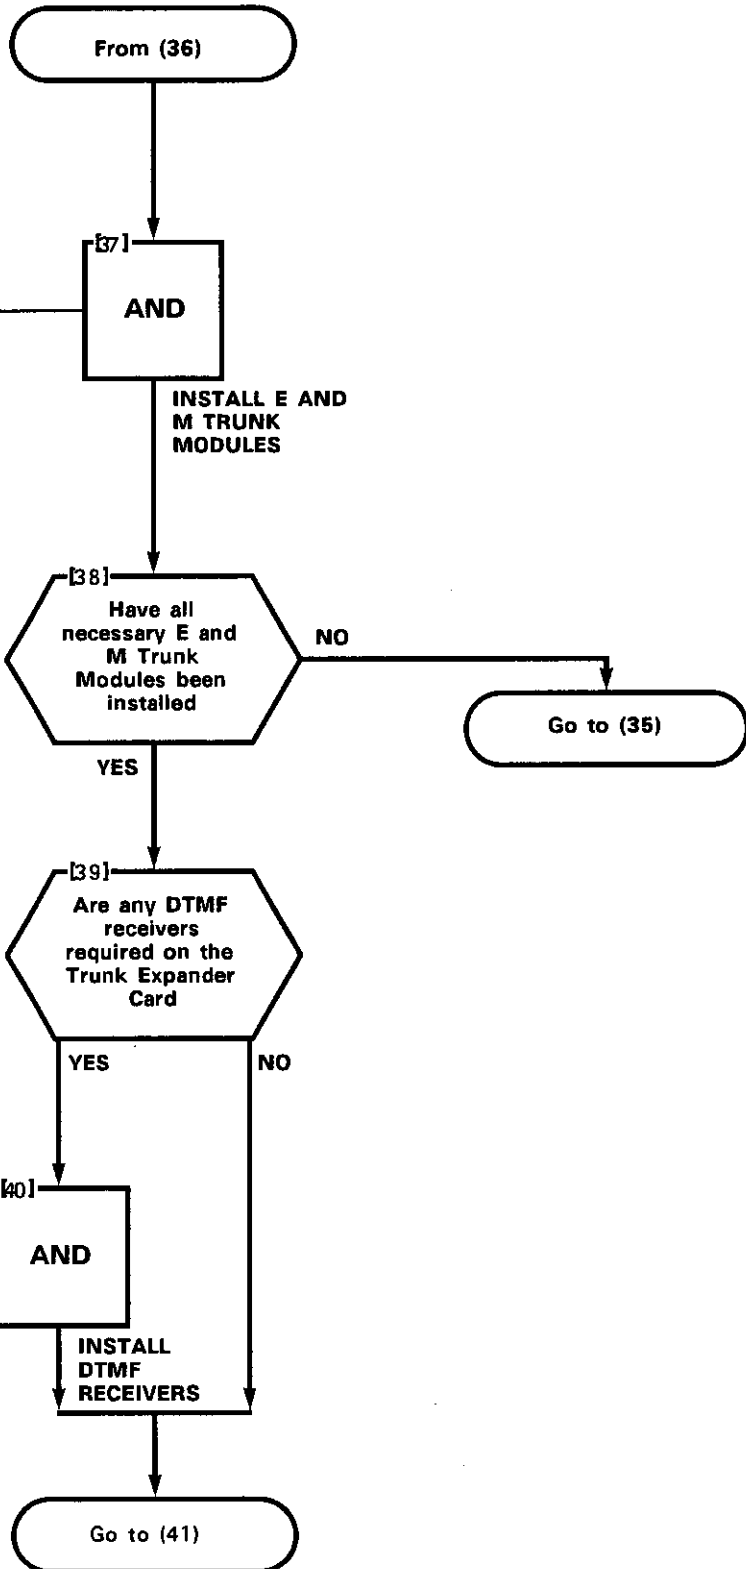 From (36)
[37]
AND
INSTALL E AND
M TRUNK
MODULES
[38]
Have all
necessary E and
M Trunk
Modules been
installed
NO
Go to (35)
YES
[39]
Are any DTMF
receivers
required on the
Trunk Expander
Card
YES
NO
[40]
AND
INSTALL
DTMF
RECEIVERS
Go to (41)